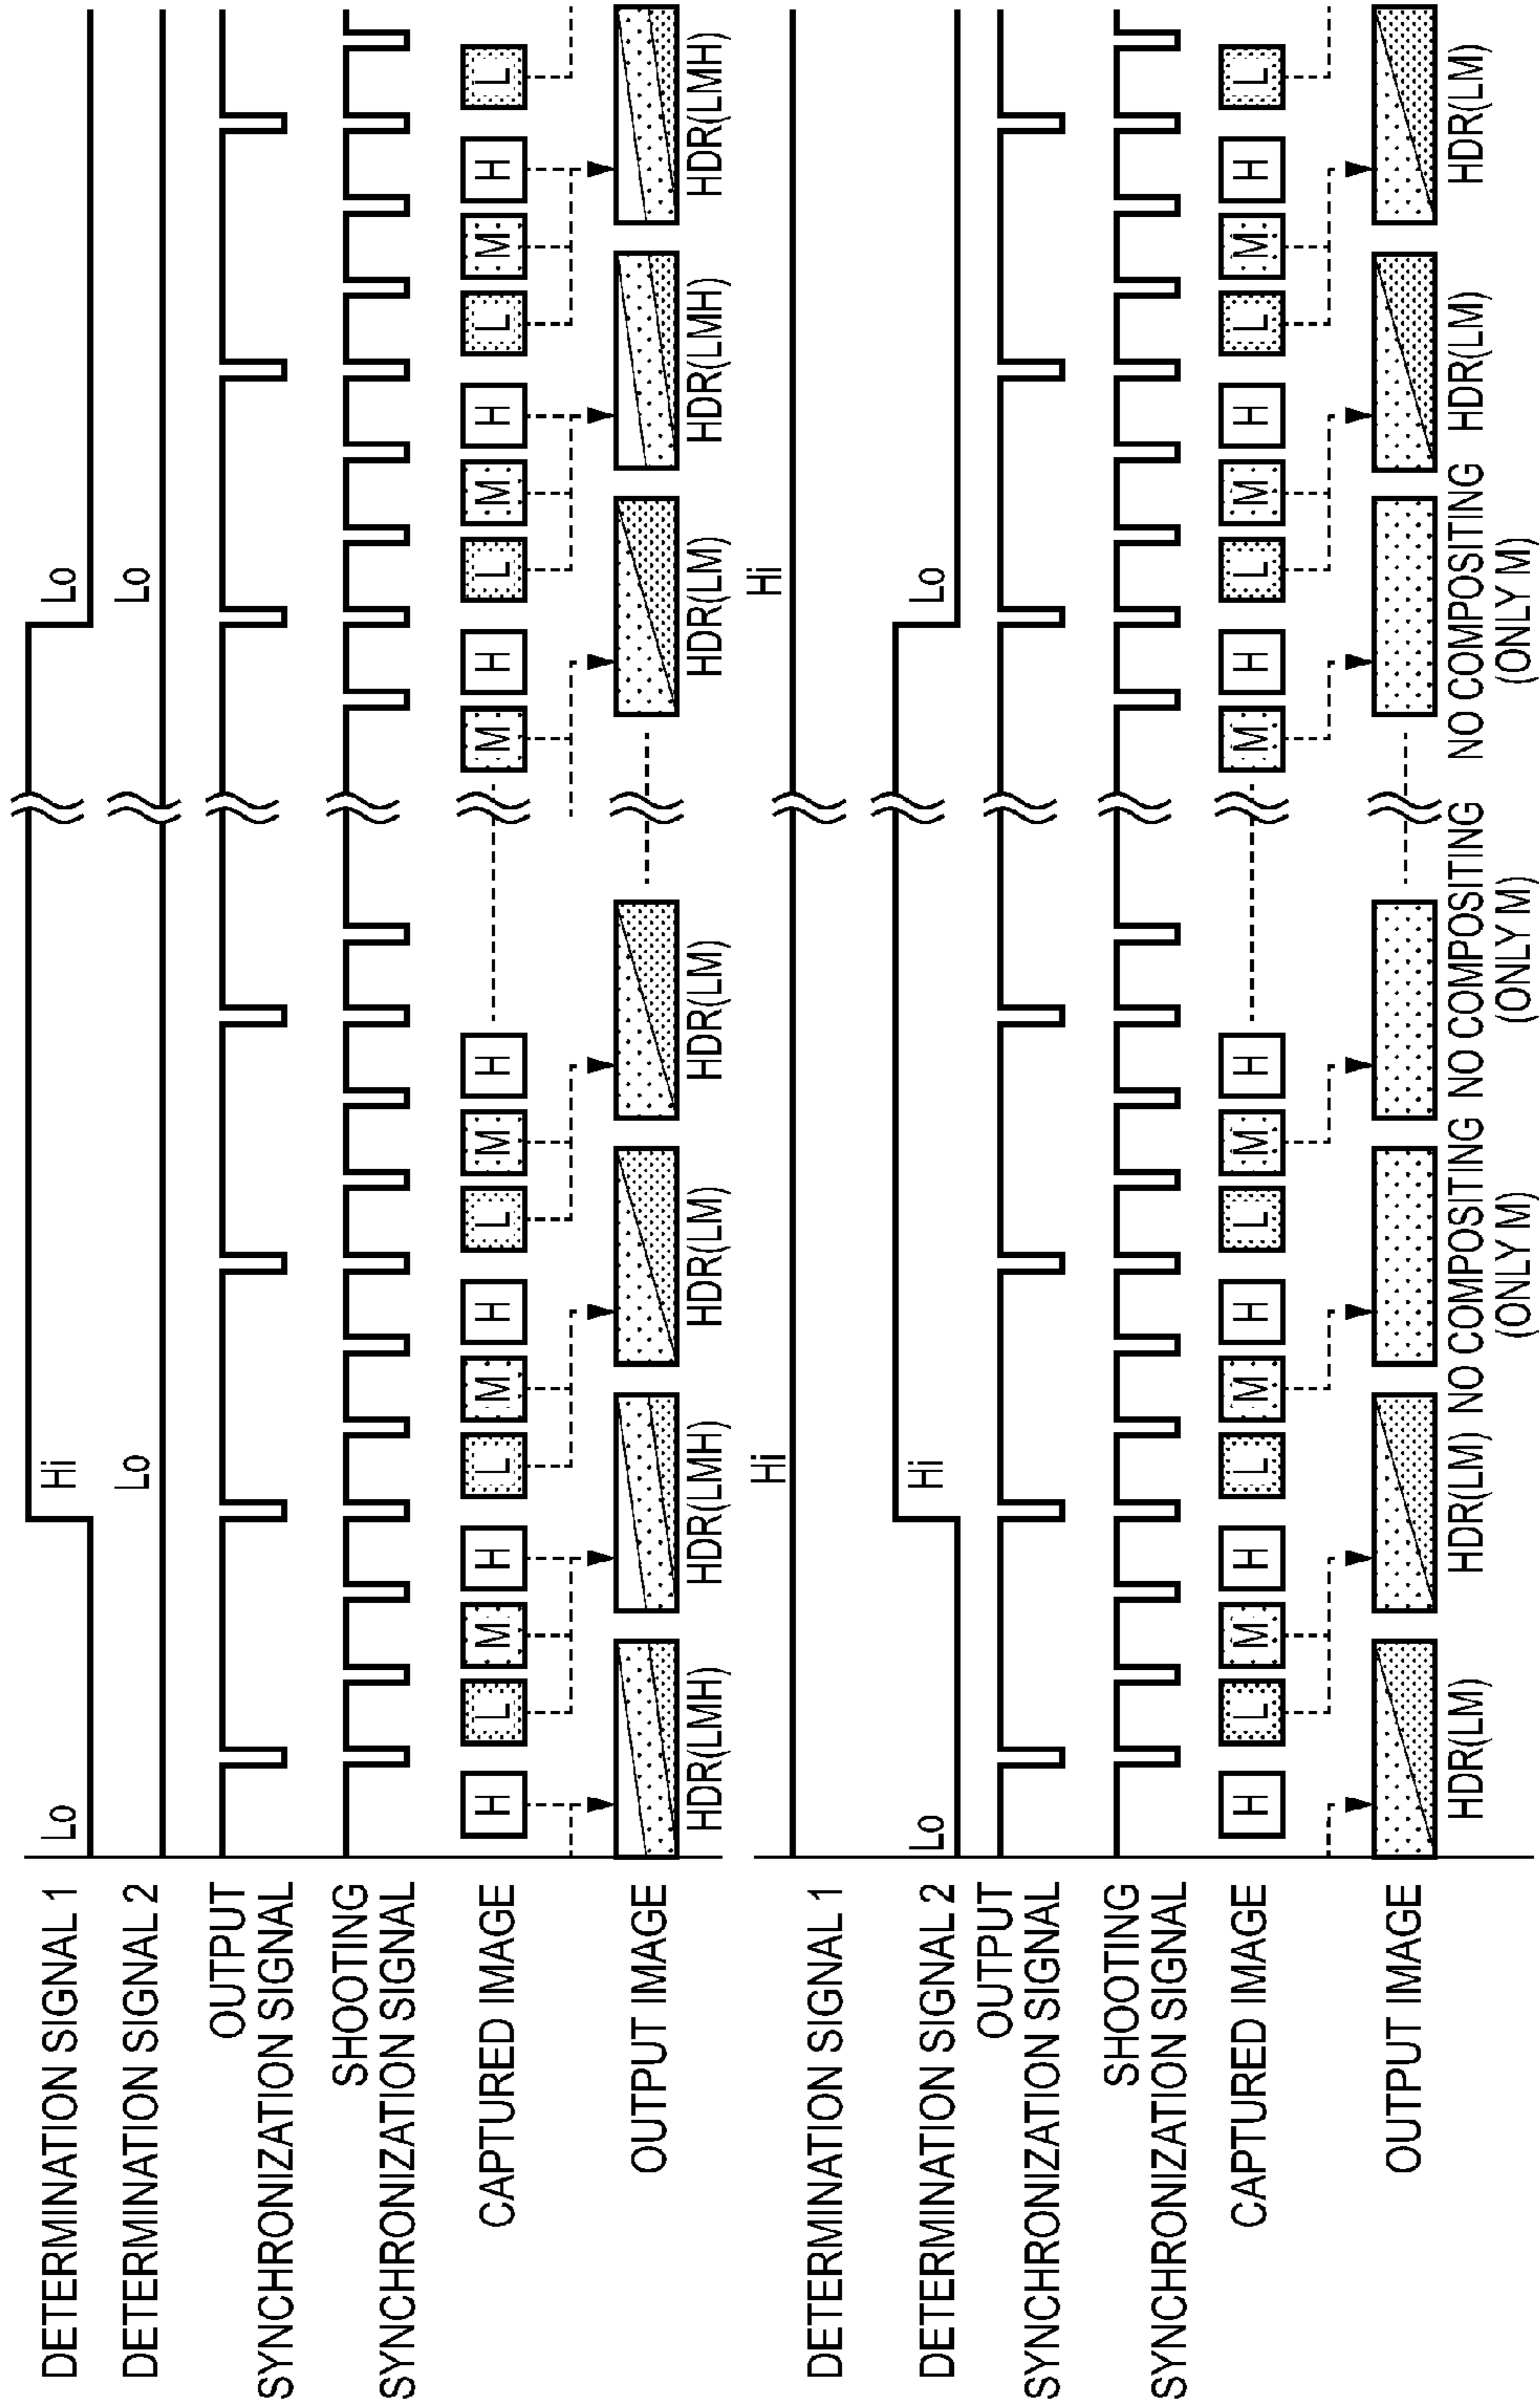 DETERMINATION SIGNAL 1
Lo Hi Lo
DETERMINATION SIGNAL 2
Lo Lo
OUTPUT
SYNCHRONIZATION SIGNAL
SHOOTING
SYNCHRONIZATION SIGNAL
CAPTURED IMAGE
H L M H L M H L M H M H L M H L M H L
OUTPUT IMAGE
HDR(LMH) HDR(LMH) HDR(LM) HDR(LM) HDR(LM) HDR(LMH) HDR(LMH)
DETERMINATION SIGNAL 1
Hi Hi
DETERMINATION SIGNAL 2
Lo Hi Lo
OUTPUT
SYNCHRONIZATION SIGNAL
SHOOTING
SYNCHRONIZATION SIGNAL
CAPTURED IMAGE
H L M H L M H L M H M H L M H L M H L
OUTPUT IMAGE
HDR(LM) HDR(LM) NO COMPOSITING NO COMPOSITING NO COMPOSITING HDR(LM) HDR(LM)
(ONLY M) (ONLY M) (ONLY M)